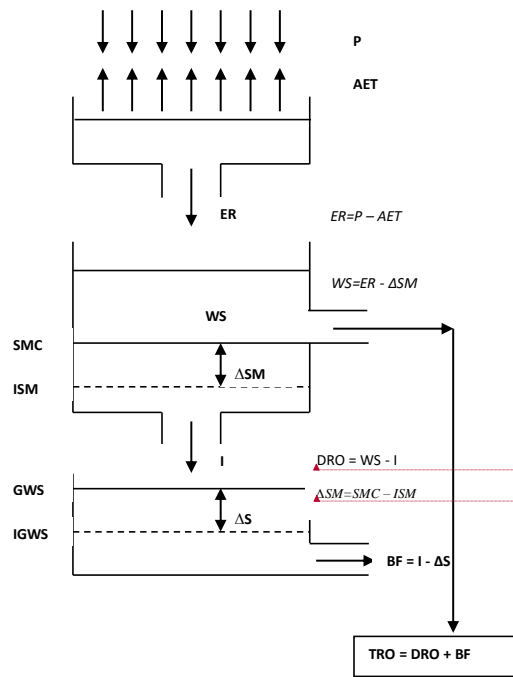 P
AET
ER
ER=P – AET
WS=ER - ΔSM
WS
SMC
ΔSM
ISM
I
DRO = WS - I
GWS
ΔSM=SMC – ISM
ΔS
IGWS
BF = I - ΔS
TRO = DRO + BF